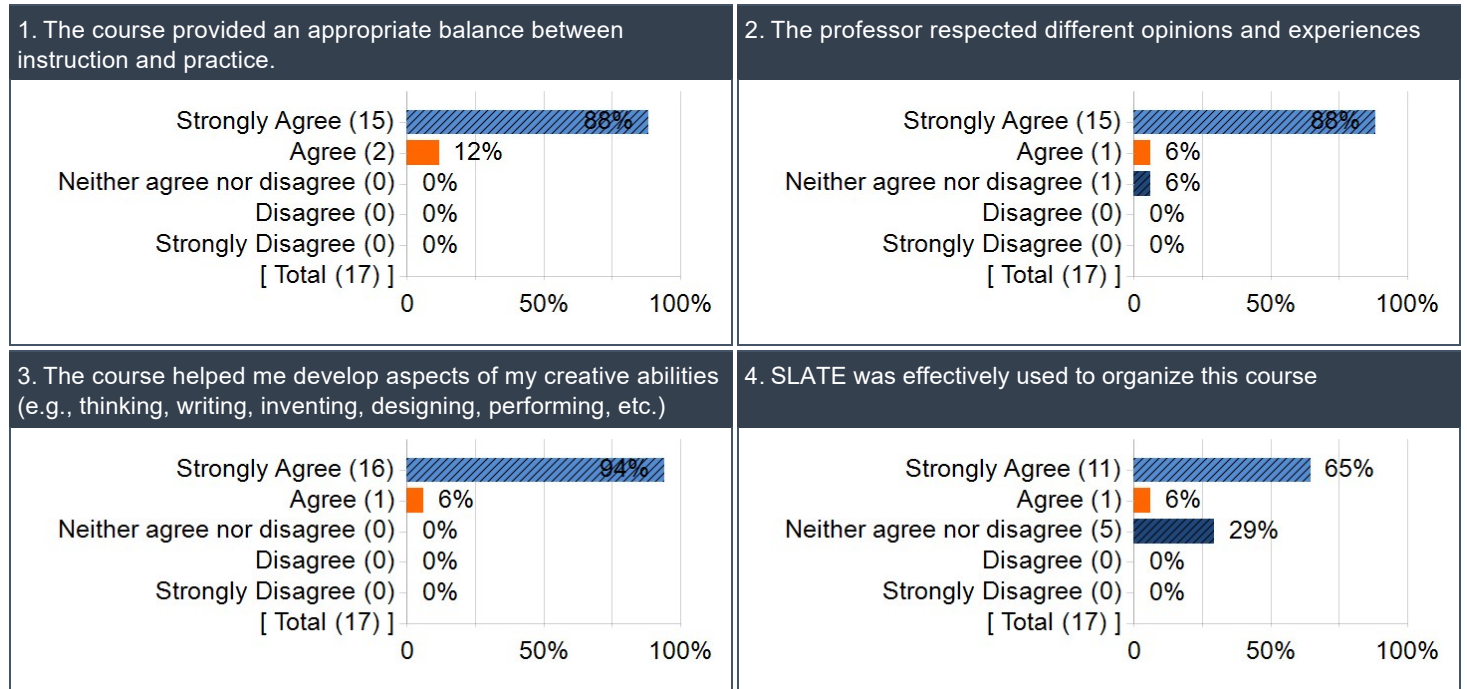 1. The course provided an appropriate balance between
instruction and practice.
Strongly Agree (15) 88%
Agree (2) 12%
Neither agree nor disagree (0) 0%
Disagree (0) 0%
Strongly Disagree (0) 0%
[ Total (17) ]
0 50% 100%
2. The professor respected different opinions and experiences
Strongly Agree (15) 88%
Agree (1) 6%
Neither agree nor disagree (1) 6%
Disagree (0) 0%
Strongly Disagree (0) 0%
[ Total (17) ]
0 50% 100%
3. The course helped me develop aspects of my creative abilities
(e.g., thinking, writing, inventing, designing, performing, etc.)
Strongly Agree (16) 94%
Agree (1) 6%
Neither agree nor disagree (0) 0%
Disagree (0) 0%
Strongly Disagree (0) 0%
[ Total (17) ]
0 50% 100%
4. SLATE was effectively used to organize this course
Strongly Agree (11) 65%
Agree (1) 6%
Neither agree nor disagree (5) 29%
Disagree (0) 0%
Strongly Disagree (0) 0%
[ Total (17) ]
0 50% 100%